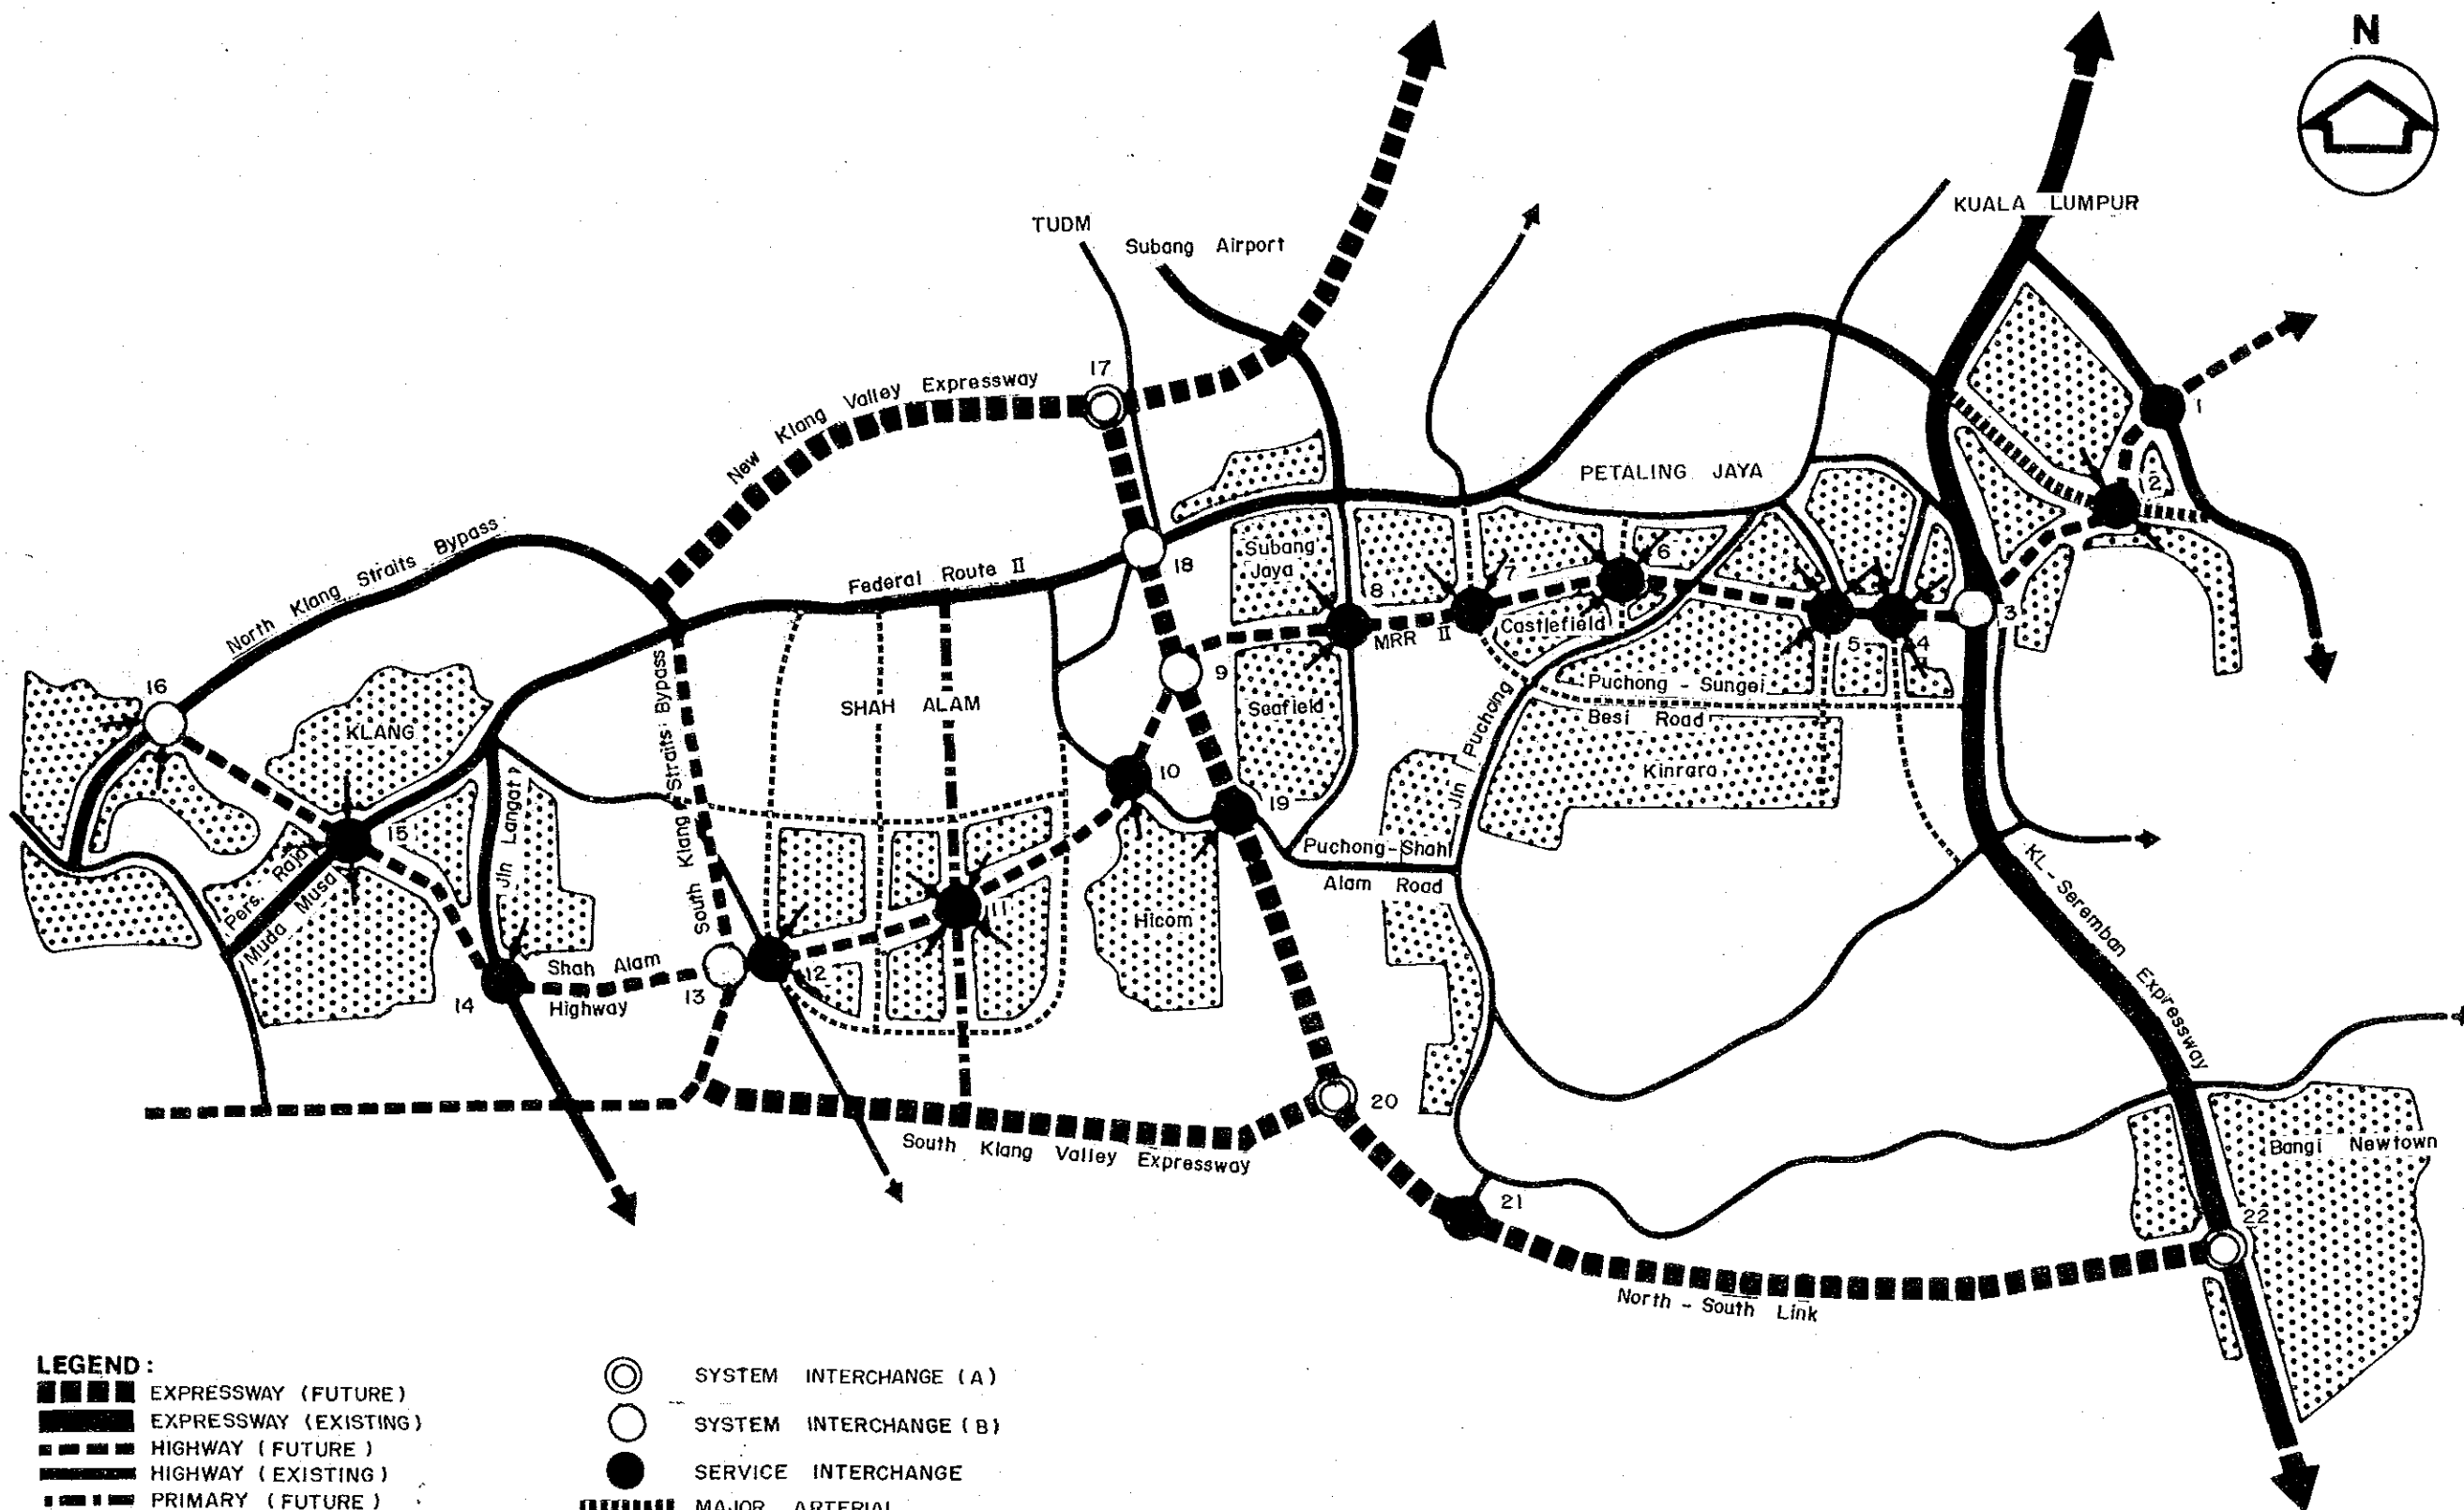 N
KUALA LUMPUR
TUDM
Subang Airport
17
New Klang Valley Expressway
1
PETALING JAYA
2
North Klang Straits Bypass
Federal Route II
18
Subang
Jaya
6
7
8
MRR II
Castlefield
3
5
4
9
16
KLANG
SHAH ALAM
South Klang Straits Bypass
Seafield
Puchong - Sungei
Besi Road
Kinrara
Jln Puchong
10
19
15
Jln Langat
Pers. Raja
Muda Musa
Puchong-Shah
Alam Road
KL - Seremban Expressway
11
Hicom
12
13
14
Shah Alam
Highway
20
South Klang Valley Expressway
Bangi Newtown
21
22
North - South Link
LEGEND :
EXPRESSWAY (FUTURE)
EXPRESSWAY (EXISTING)
HIGHWAY (FUTURE)
HIGHWAY (EXISTING)
PRIMARY (FUTURE)
SYSTEM INTERCHANGE (A)
SYSTEM INTERCHANGE (B)
SERVICE INTERCHANGE
MAJOR ARTERIAL